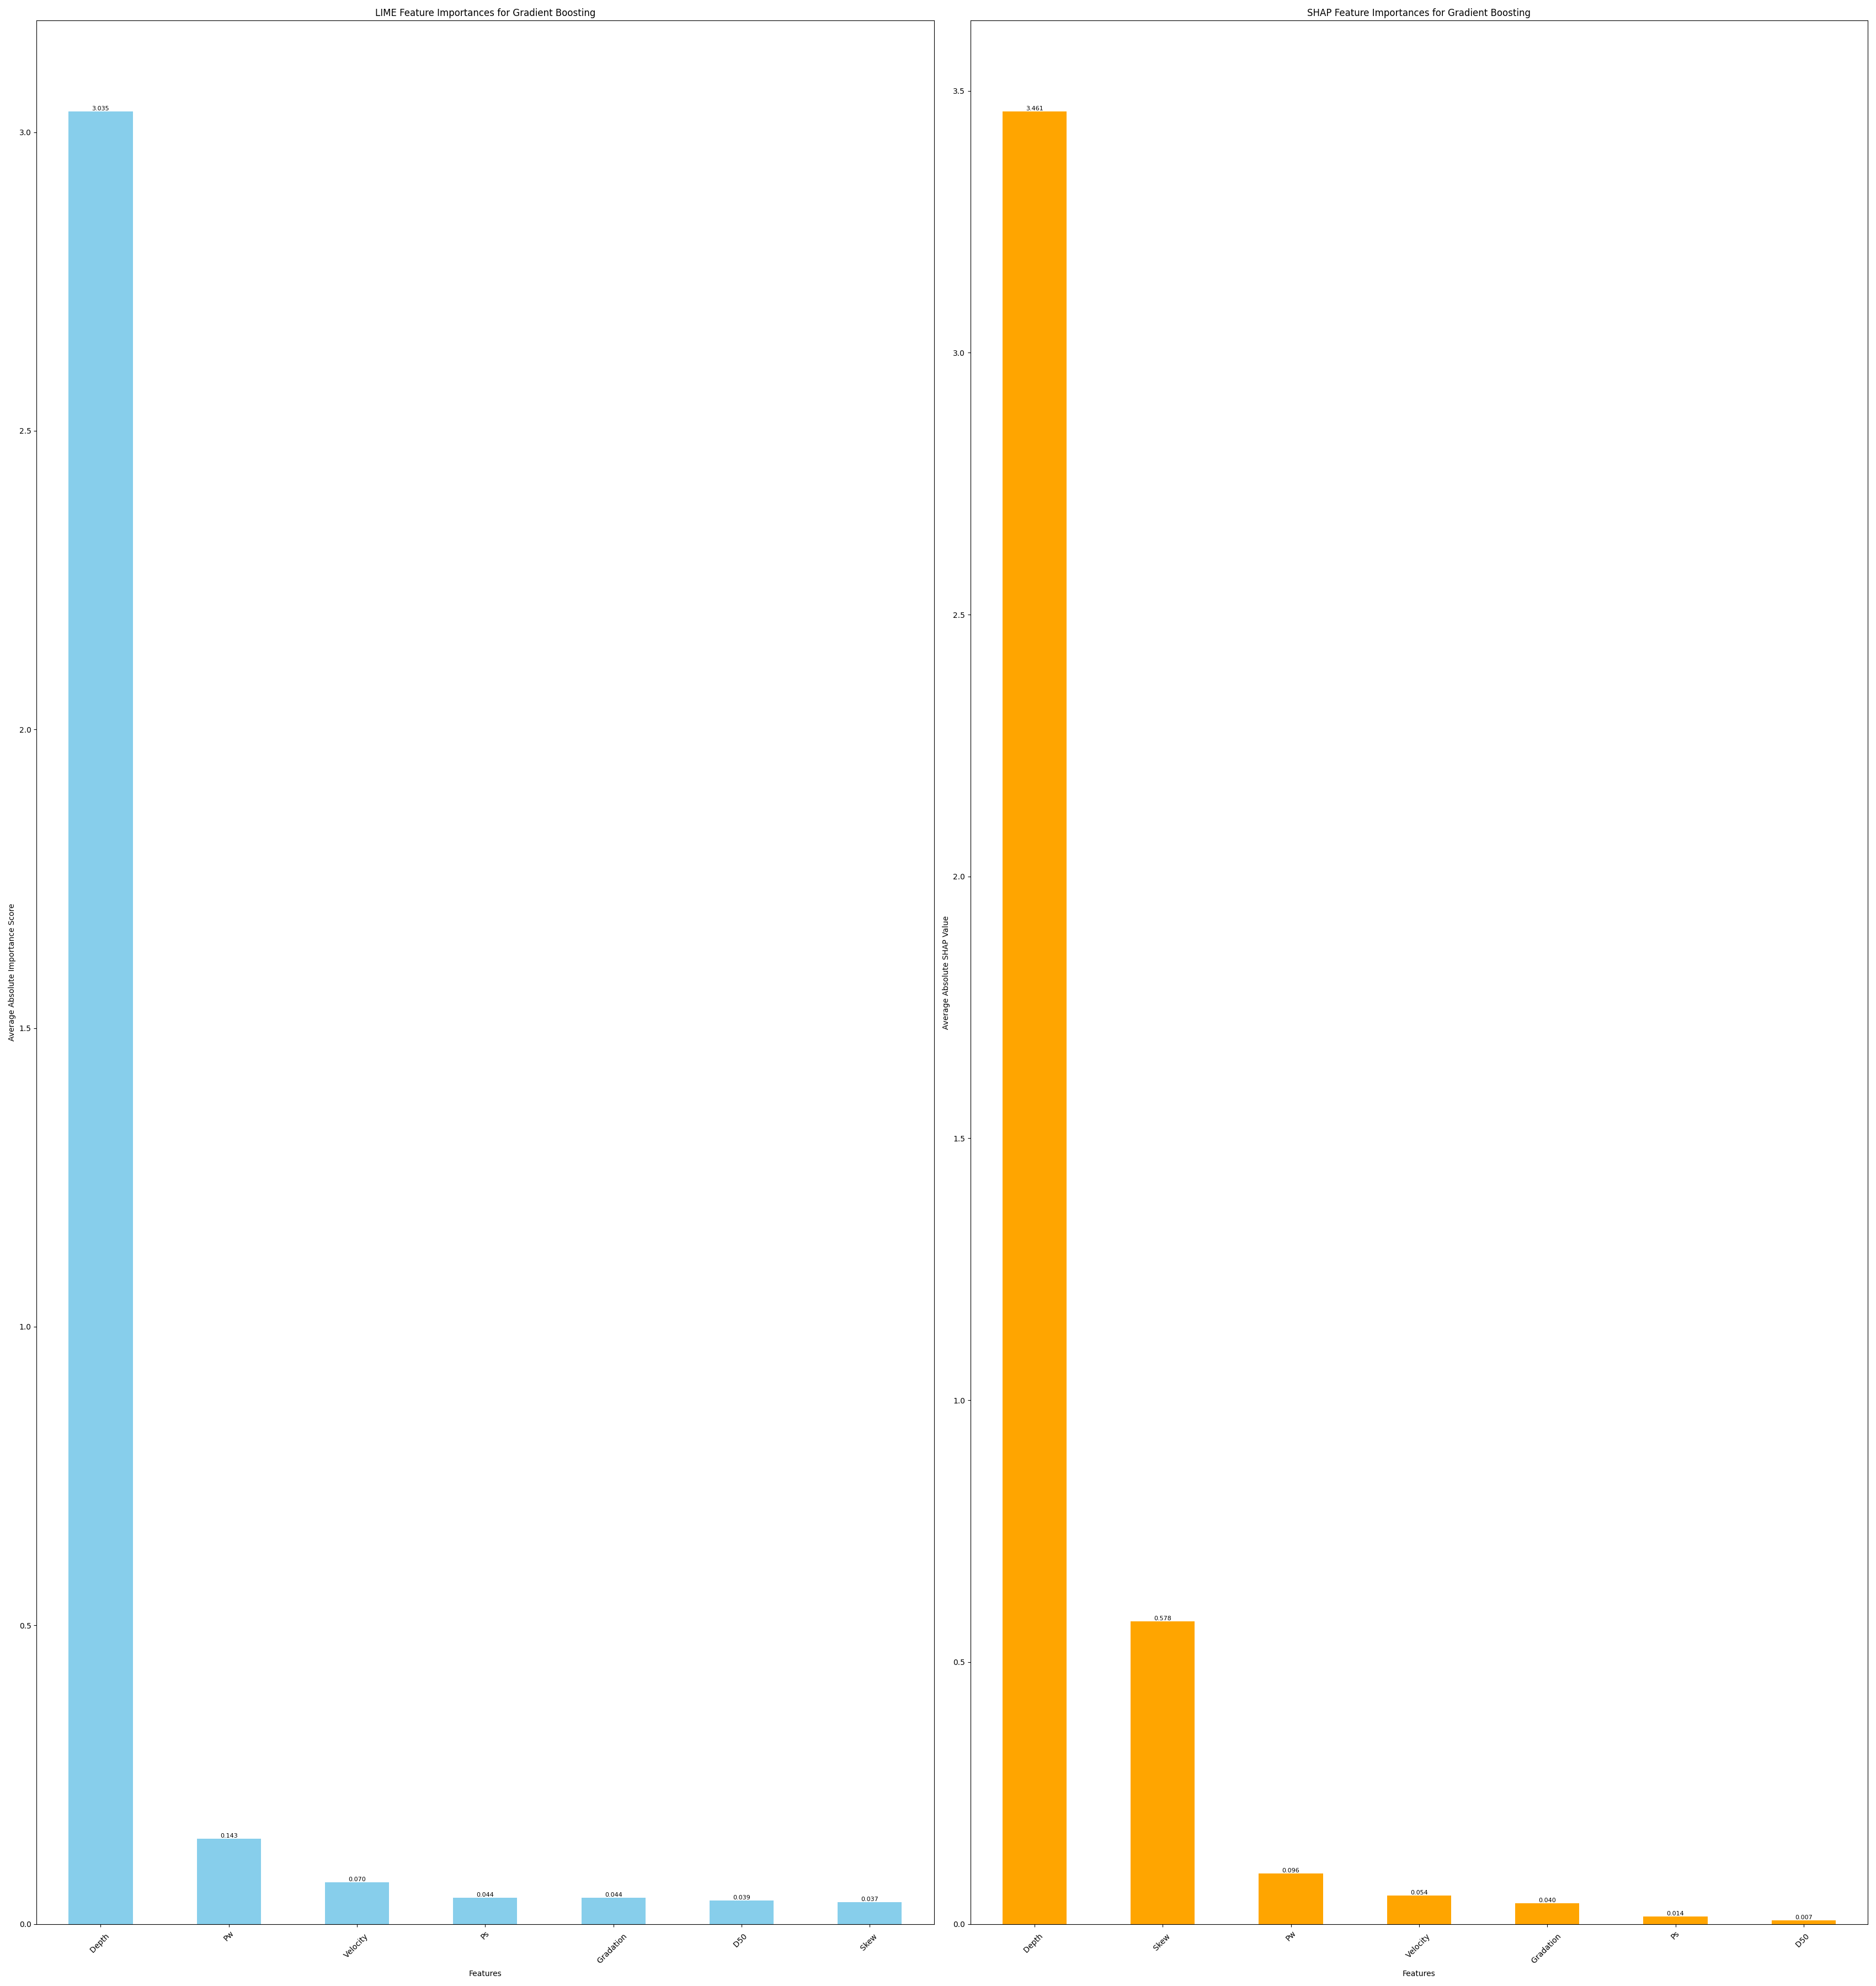 LIME Feature Importances for Gradient Boosting
Average Absolute Importance Score
3.0
2.5
2.0
1.5
1.0
0.5
0.0
3.035
0.143
0.070
0.044
0.044
0.039
0.037
Depth
Pw
Velocity
Ps
Gradation
D50
Skew
Features
SHAP Feature Importances for Gradient Boosting
Average Absolute SHAP Value
3.5
3.0
2.5
2.0
1.5
1.0
0.5
0.0
3.461
0.578
0.096
0.054
0.040
0.014
0.007
Depth
Skew
Pw
Velocity
Gradation
Ps
D50
Features